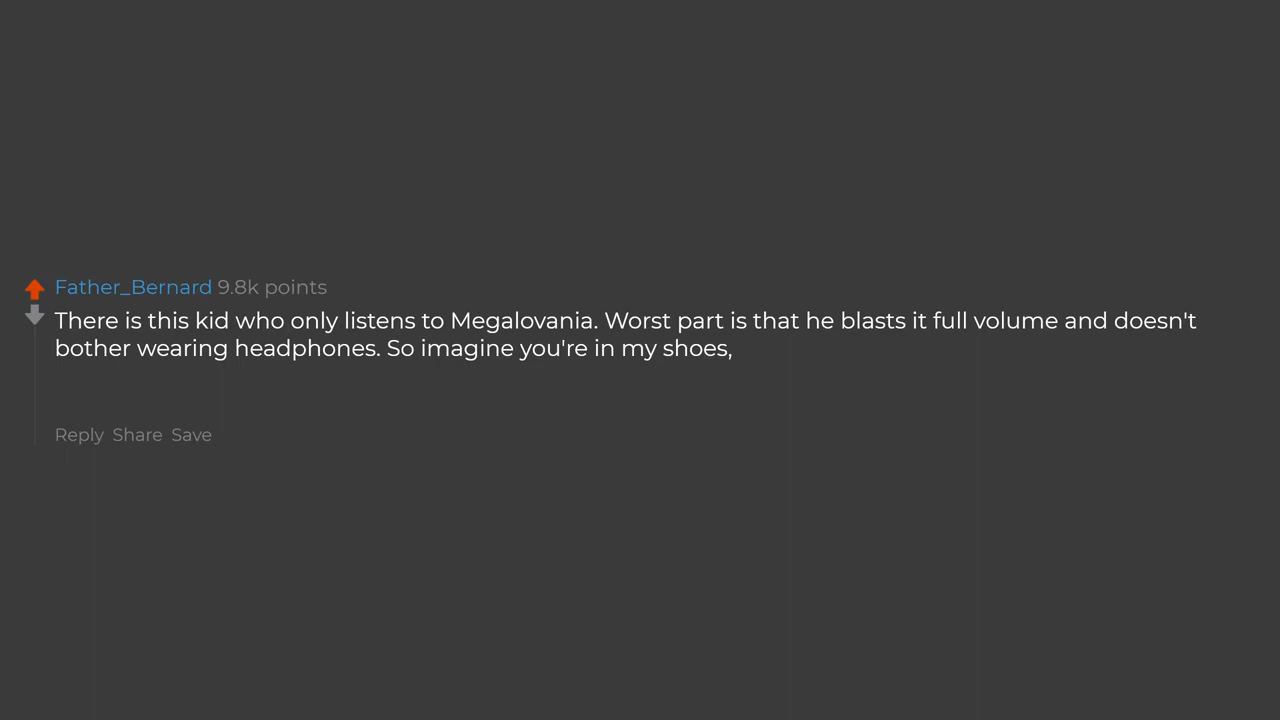 Father_Bernard 9.8k points
There is this kid who only listens to Megalovania. Worst part is that he blasts it full volume and doesn't
bother wearing headphones. So imagine you're in my shoes,
Reply Share Save